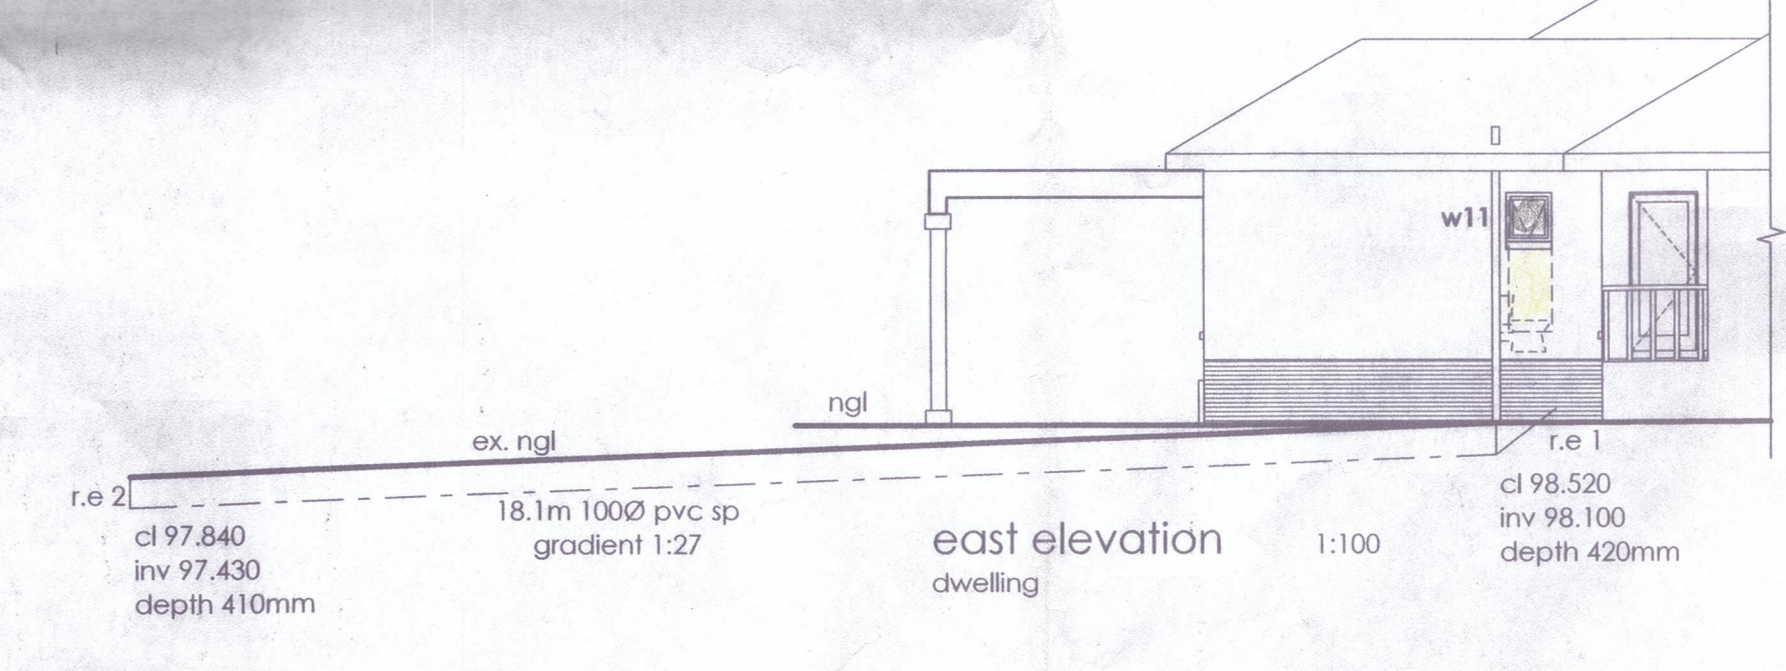 w11
ngl
ex. ngl
r.e 1
r.e 2
cl 98.520
inv 98.100
depth 420mm
18.1m 100Ø pvc sp
gradient 1:27
cl 97.840
inv 97.430
depth 410mm
east elevation 1:100
dwelling